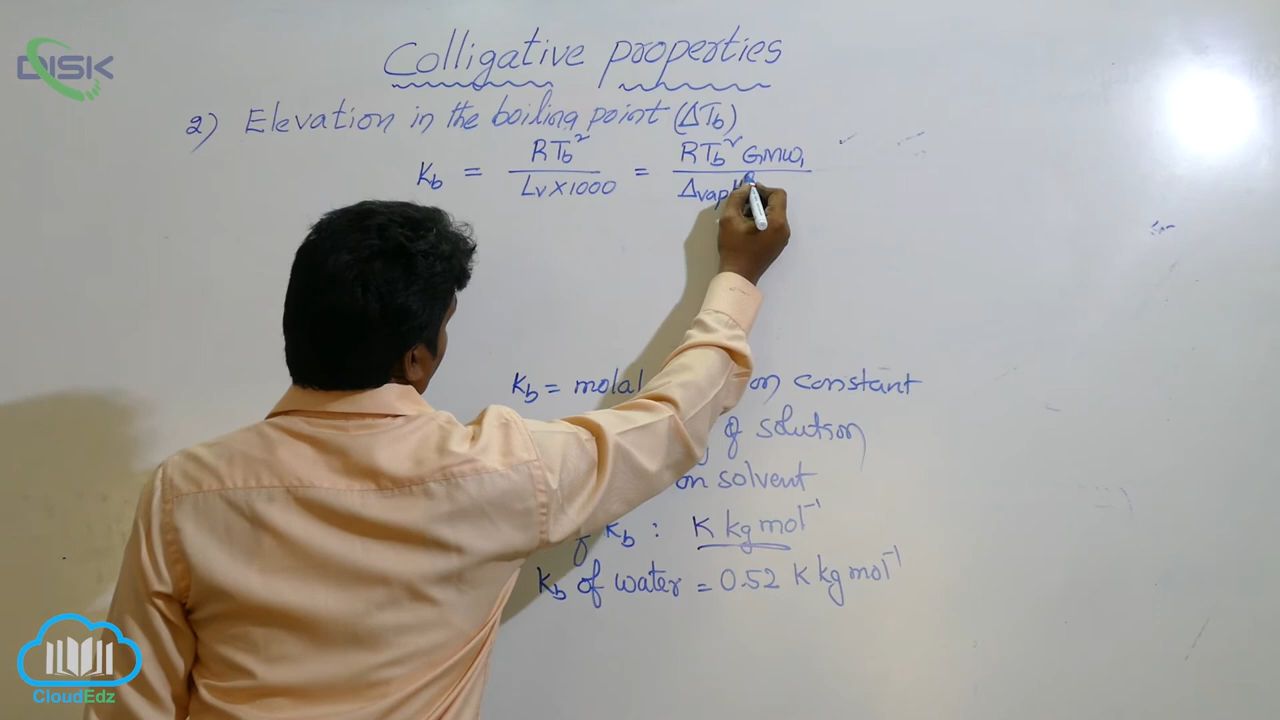 DISK
Colligative properties
2) Elevation in the boiling point (ΔTb)
Kb = RTb² / Lv×1000 = RTb² GMW₁ / Δvap
Kb = molal on constant
of solution
on solvent
Kb : K kg mol⁻¹
Kb of water = 0.52 K kg mol⁻¹
CloudEdz